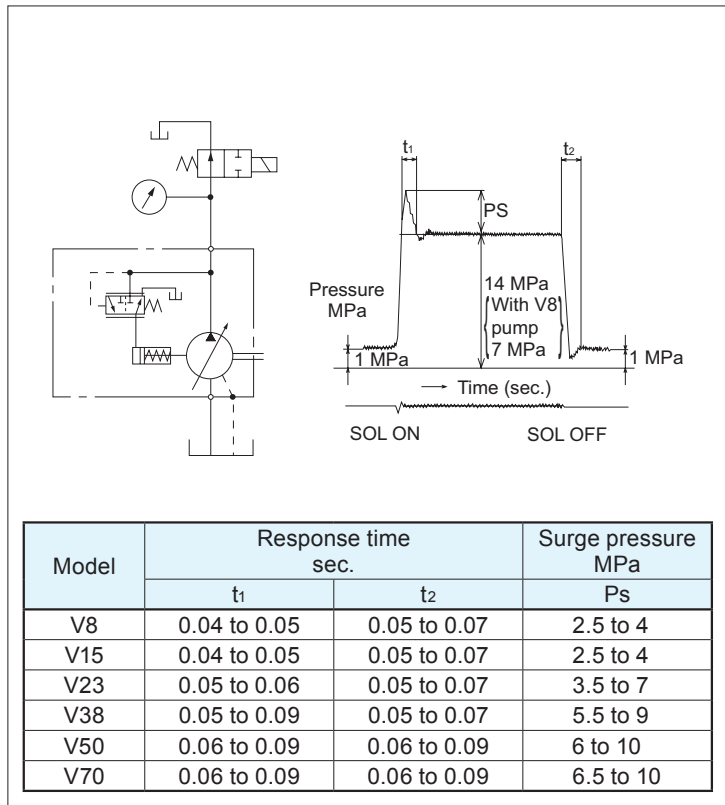 t1
t2
PS
Pressure
MPa
14 MPa
With V8
pump
7 MPa
1 MPa
1 MPa
Time (sec.)
SOL ON
SOL OFF
Model Response time sec. Surge pressure MPa
t1 t2 Ps
V8 0.04 to 0.05 0.05 to 0.07 2.5 to 4
V15 0.04 to 0.05 0.05 to 0.07 2.5 to 4
V23 0.05 to 0.06 0.05 to 0.07 3.5 to 7
V38 0.05 to 0.09 0.05 to 0.07 5.5 to 9
V50 0.06 to 0.09 0.06 to 0.09 6 to 10
V70 0.06 to 0.09 0.06 to 0.09 6.5 to 10